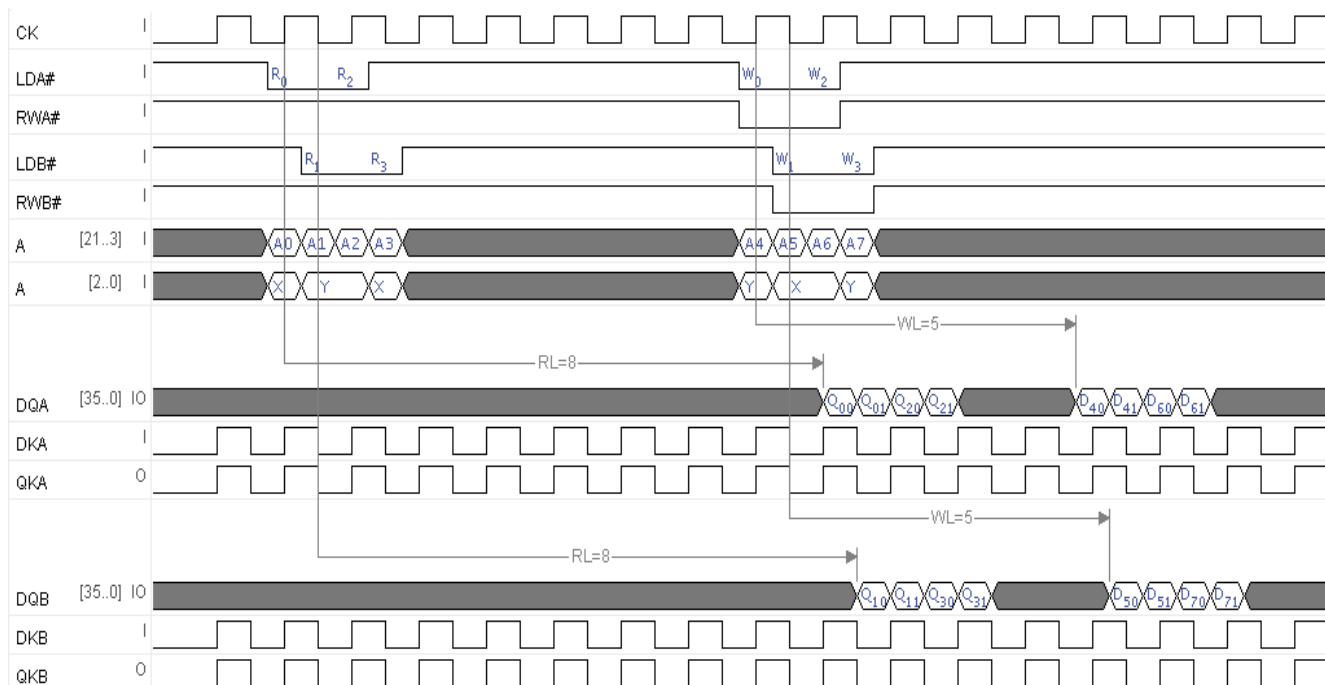 CK I
LDA# I R0 R2 W0 W2
RWA# I
LDB# I R1 R3 W1 W3
RWB# I
A [21..3] I A0 A1 A2 A3 A4 A5 A6 A7
A [2..0] I X Y X Y X Y
WL=5
RL=8
DQA [35..0] IO Q00 Q01 Q20 Q21 D40 D41 D60 D61
DKA I
QKA O
WL=5
RL=8
DQB [35..0] IO Q10 Q11 Q30 Q31 D50 D51 D70 D71
DKB I
QKB O